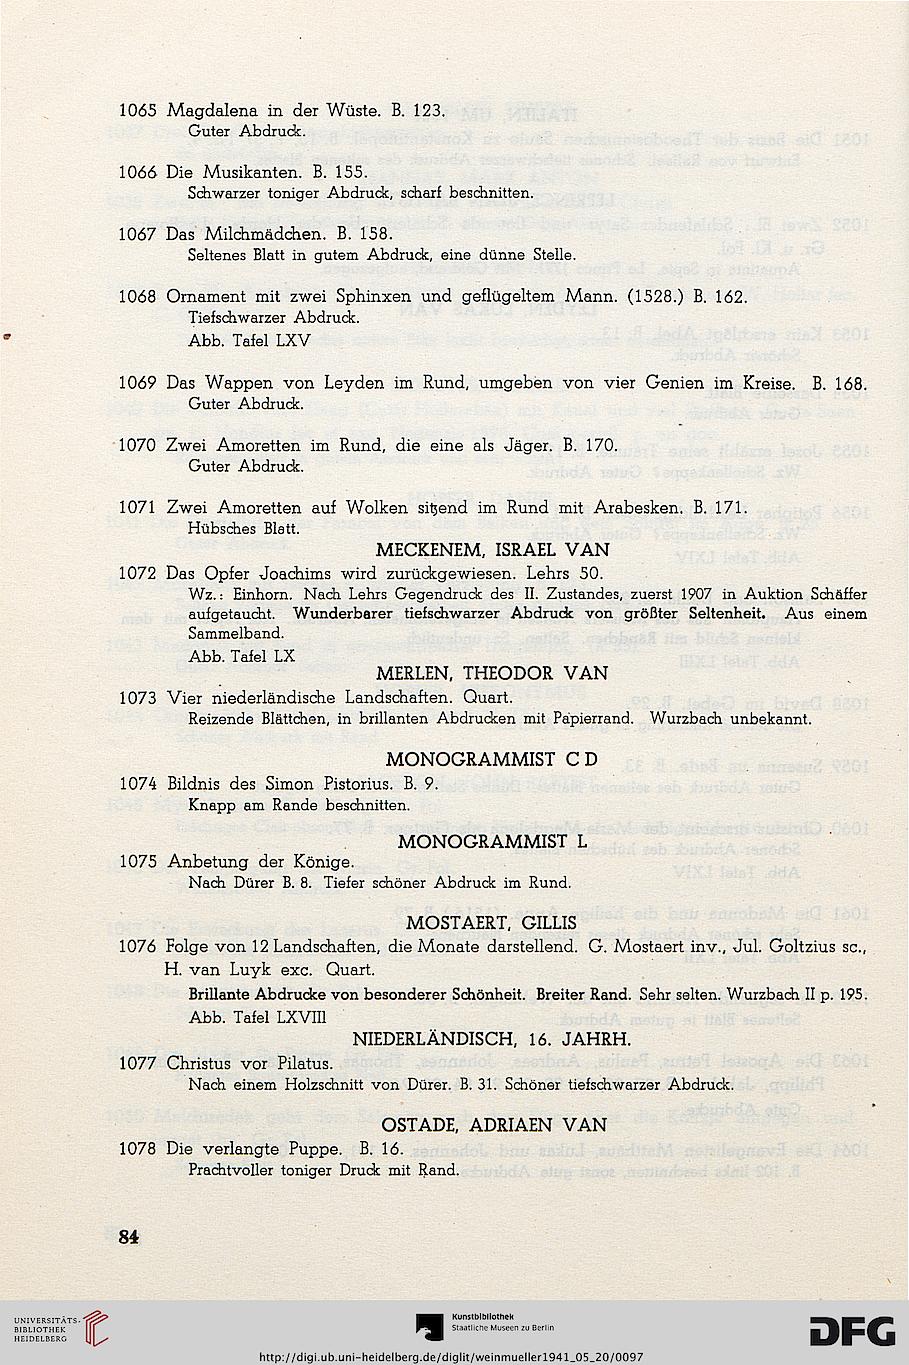 1065 Magdalena in der Wüste. B. 123.
Guter Abdruck.
1066 Die Musikanten. B. 155.
Schwarzer toniger Abdruck, scharf beschnitten.
1067 Das Milchmädchen. B. 158.
Seltenes Blatt in gutem Abdruck, eine dünne Stelle.
1068 Ornament mit zwei Sphinxen und geflügeltem Mann. (1528.) B. 162.
Tiefschwarzer Abdruck.
Abb. Tafel LXV
1069 Das Wappen von Leyden im Rund, umgeben von vier Genien im Kreise. B. 168.
Guter Abdruck.
1070 Zwei Amoretten im Rund, die eine als Jäger. B. 170.
Guter Abdruck.
1071 Zwei Amoretten auf Wolken sitzend im Rund mit Arabesken. B. 171.
Hübsches Blatt.
MECKENEM, ISRAEL VAN
1072 Das Opfer Joachims wird zurückgewiesen. Lehrs 50.
Wz.: Einhorn. Nach Lehrs Gegendruck des II. Zustandes, zuerst 1907 in Auktion Schäffer
aufgetaucht. Wunderbarer tiefschwarzer Abdruck von größter Seltenheit. Aus einem
Sammelband.
Abb. Tafel LX
MERLEN, THEODOR VAN
1073 Vier niederländische Landschaften. Quart.
Reizende Blättchen, in brillanten Abdrucken mit Papierrand. Wurzbach unbekannt.
MONOGRAMMIST C D
1074 Bildnis des Simon Pistorius. B. 9.
Knapp am Rande beschnitten.
MONOGRAMMIST L
1075 Anbetung der Könige.
Nach Dürer B. 8. Tiefer schöner Abdruck im Rund.
MOSTAERT, GILLIS
1076 Folge von 12 Landschaften, die Monate darstellend. G. Mostaert inv., Jul. Goltzius sc.,
H. van Luyk exc. Quart.
Brillante Abdrucke von besonderer Schönheit. Breiter Rand. Sehr selten. Wurzbach II p. 195.
Abb. Tafel LXVIII
NIEDERLÄNDISCH, 16. JAHRH.
1077 Christus vor Pilatus.
Nach einem Holzschnitt von Dürer. B. 31. Schöner tiefschwarzer Abdruck.
OSTADE, ADRIAEN VAN
1078 Die verlangte Puppe. B. 16.
Prachtvoller toniger Druck mit Rand.
84
UNIVERSITÄTS-
BIBLIOTHEK
HEIDELBERG
Kunstbibliothek
Staatliche Museen zu Berlin
DFG
http://digi.ub.uni-heidelberg.de/diglit/weinmueller1941_05_20/0097